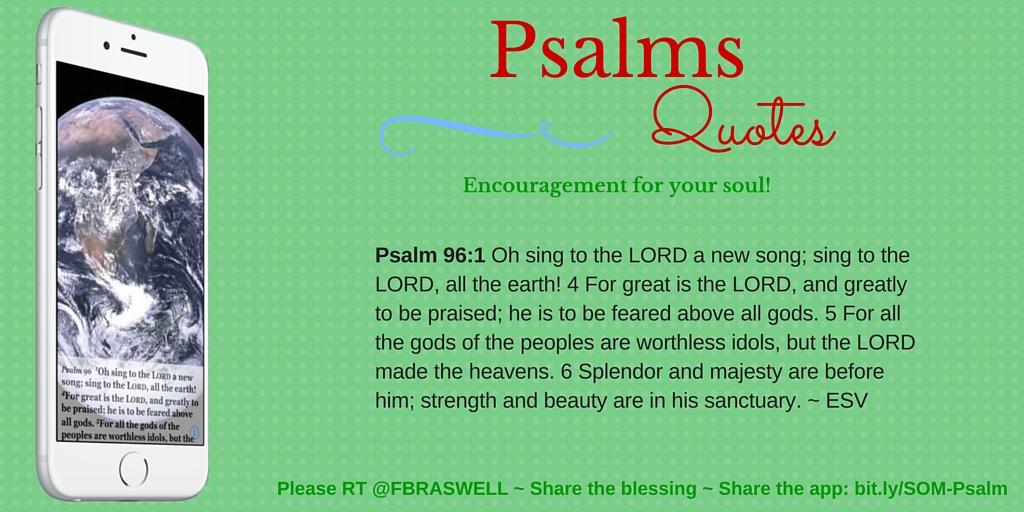 Psalms
Quotes
Encouragement for your soul!
Psalm 96:1 Oh sing to the LORD a new song; sing to the
LORD, all the earth! 4 For great is the LORD, and greatly
to be praised; he is to be feared above all gods. 5 For all
the gods of the peoples are worthless idols, but the LORD
made the heavens. 6 Splendor and majesty are before
him; strength and beauty are in his sanctuary. ~ ESV
Psalm 96 ¹Oh sing to the LORD a new
song; sing to the LORD, all the earth!
⁴For great is the LORD, and greatly to
be praised; he is to be feared above
all gods. ⁵For all the gods of the
peoples are worthless idols, but the
Please RT @FBRASWELL ~ Share the blessing ~ Share the app: bit.ly/SOM-Psalm